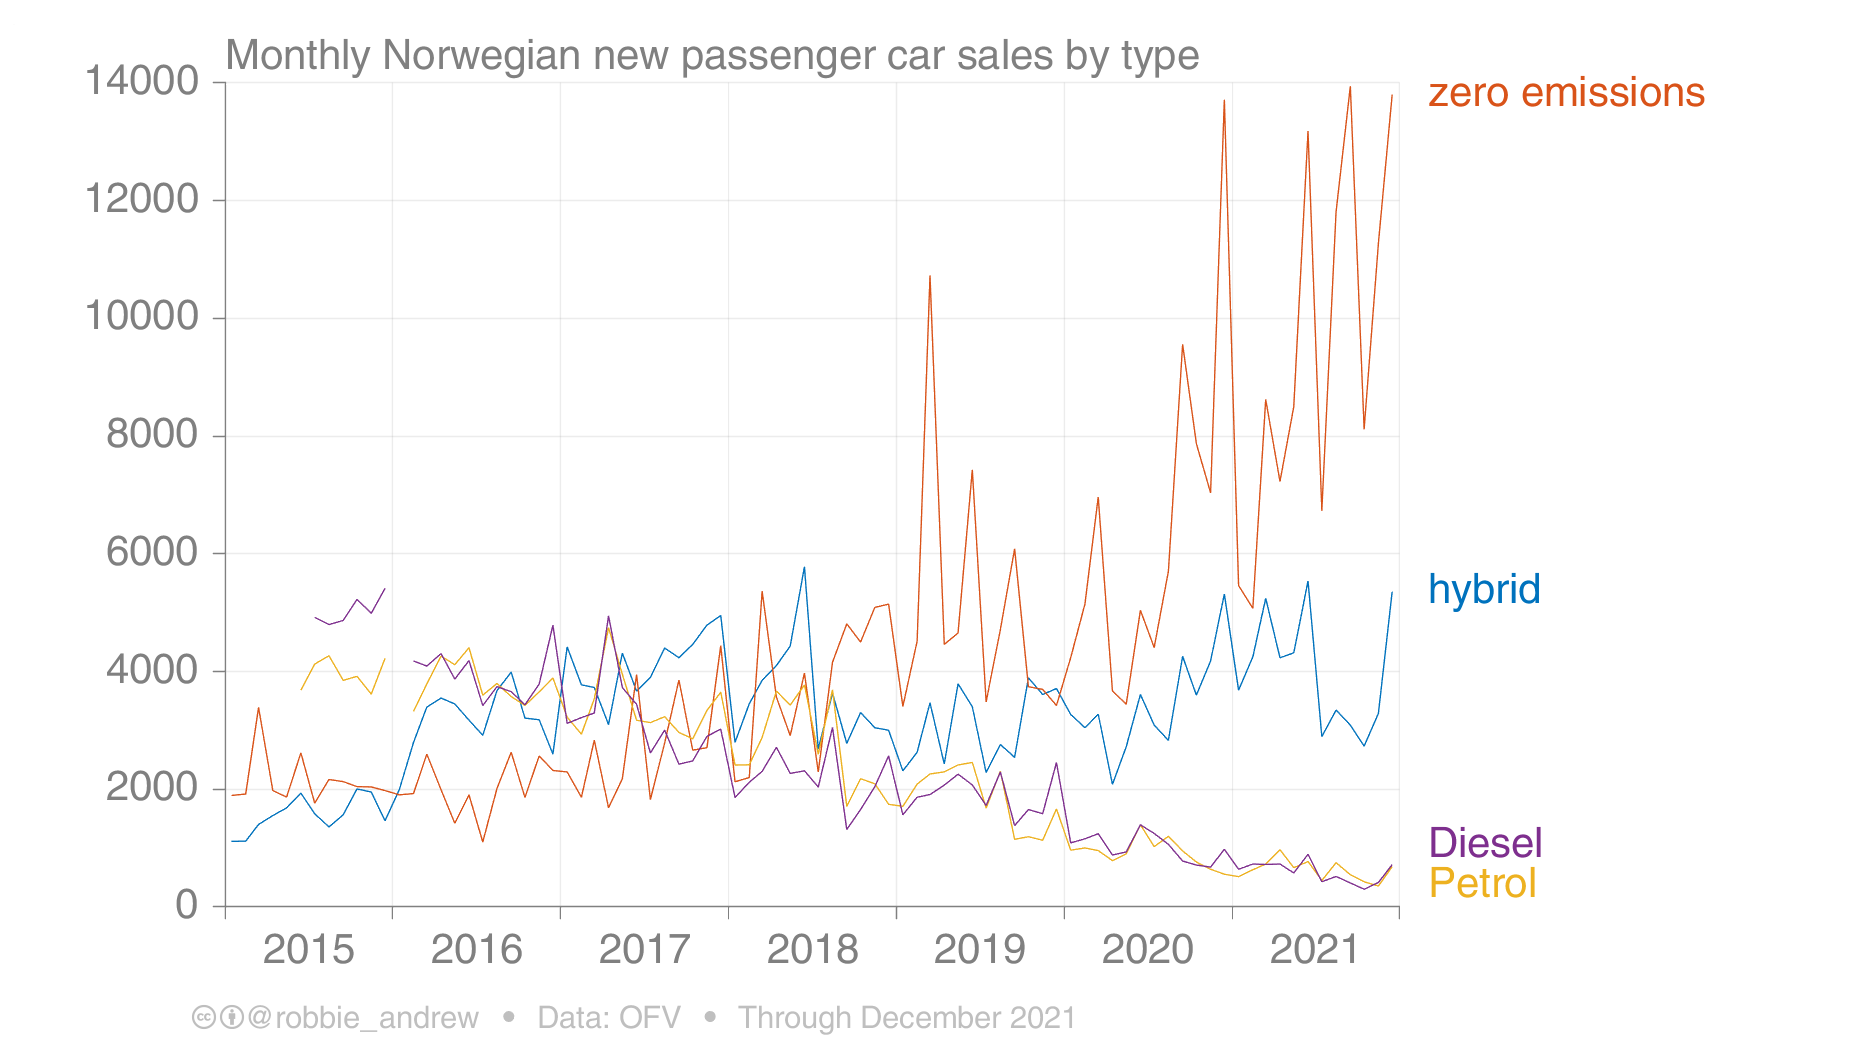 Monthly Norwegian new passenger car sales by type
14000
12000
10000
8000
6000
4000
2000
0
zero emissions
hybrid
Diesel
Petrol
2015 2016 2017 2018 2019 2020 2021
cc @robbie_andrew • Data: OFV • Through December 2021